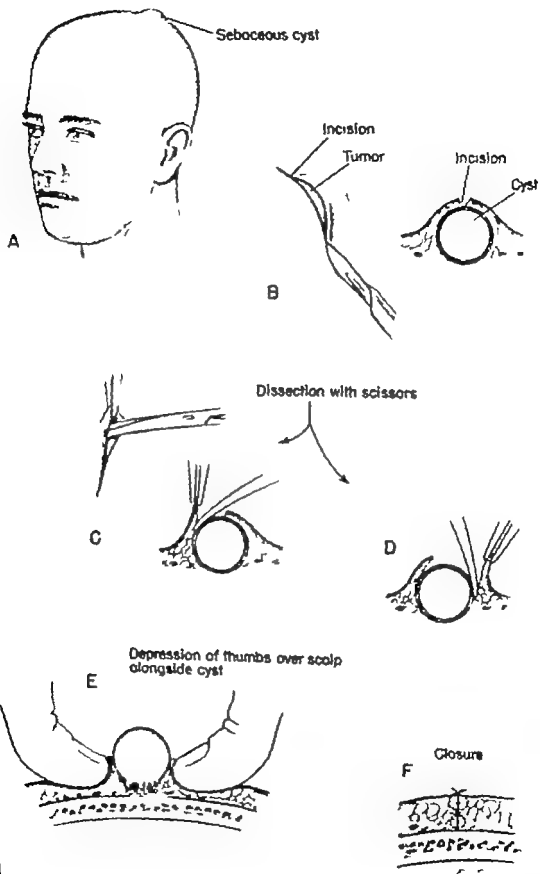 Sebaceous cyst
A
Incision
Tumor
Incision
Cyst
B
Dissection with scissors
C
D
E
Depression of thumbs over scalp
alongside cyst
Closure
F